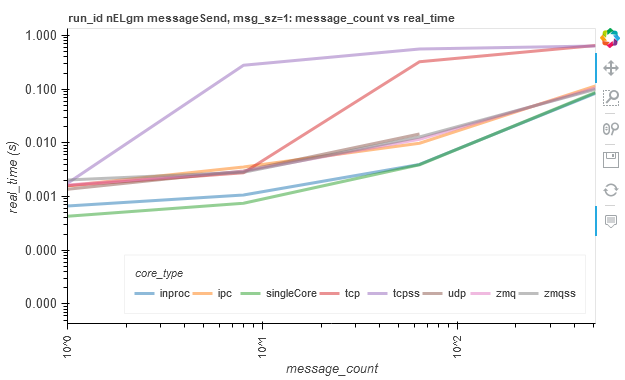 run_id nELgm messageSend, msg_sz=1: message_count vs real_time
real_time (s)
1.000
0.100
0.010
0.001
0.000
0.000
core_type
inproc ipc singleCore tcp tcpss udp zmq zmqss
10^0 10^1 10^2
message_count